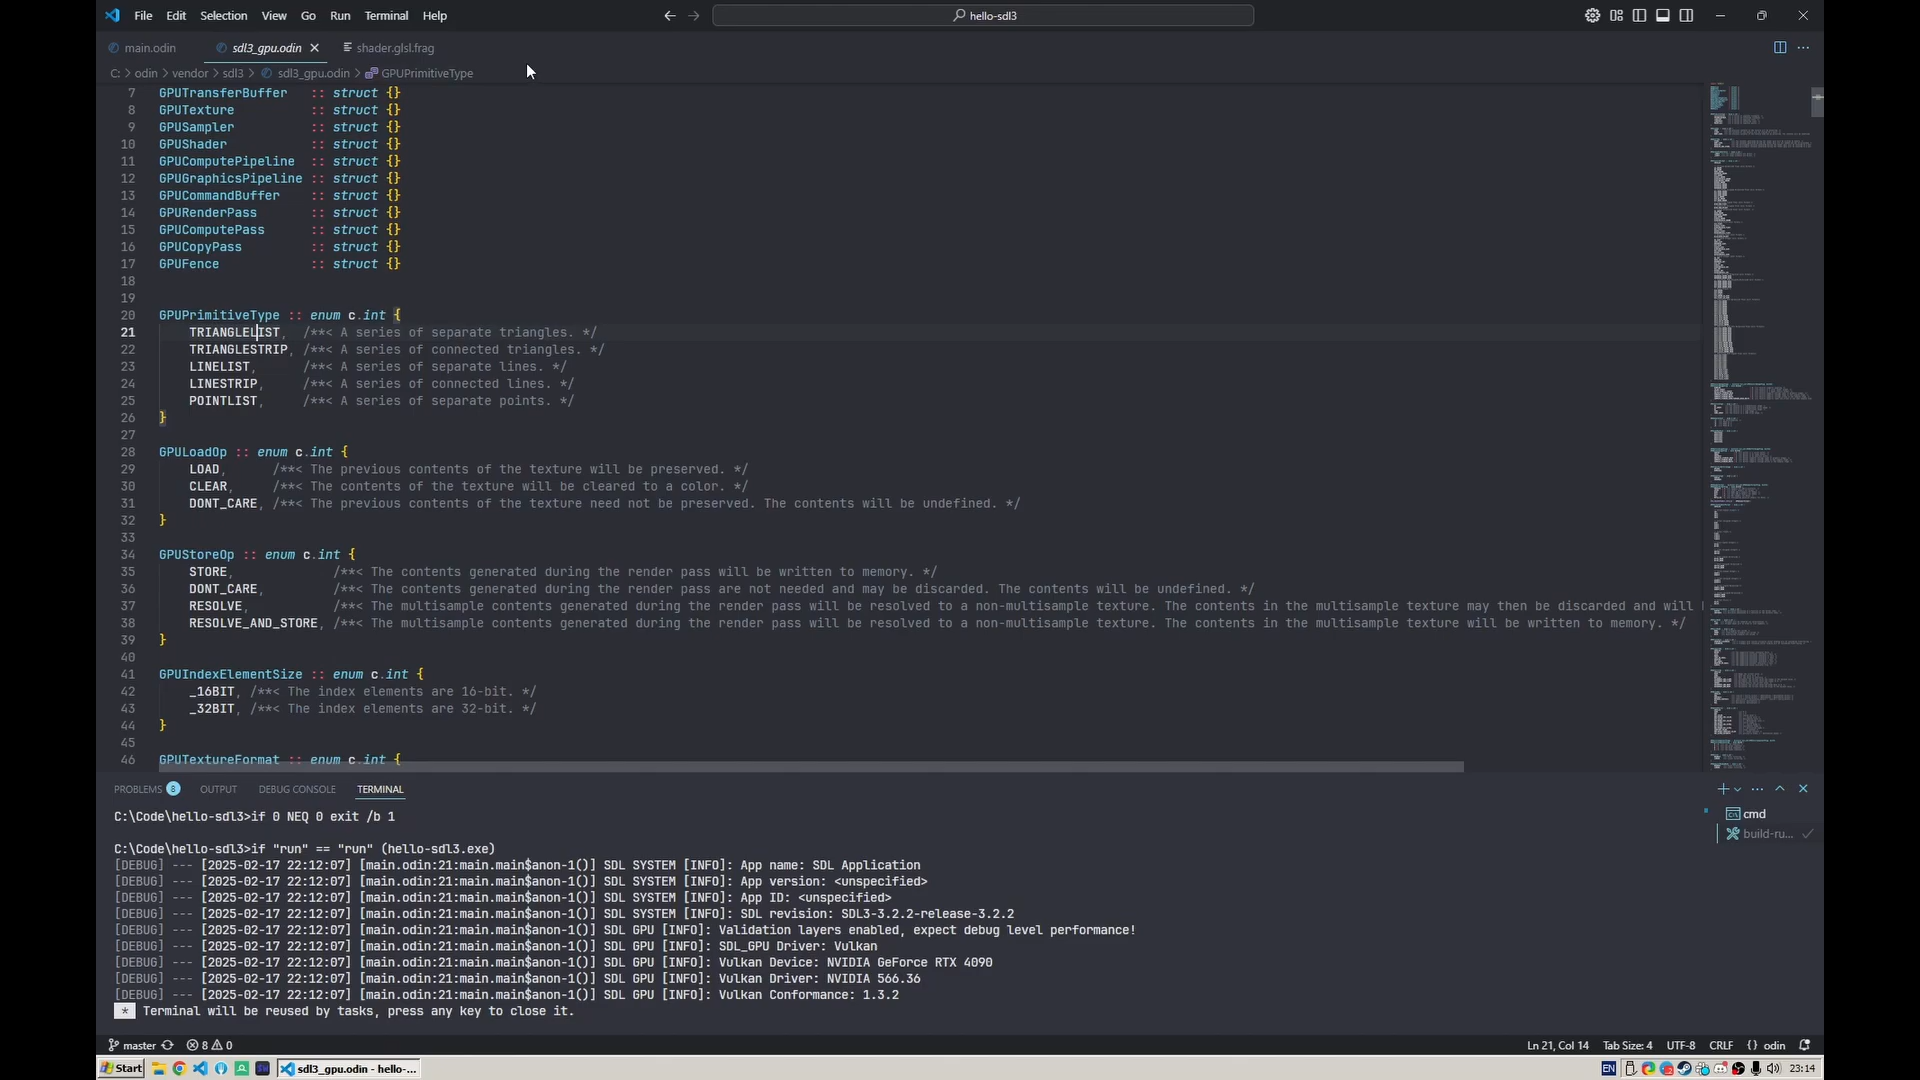 File Edit Selection View Go Run Terminal Help
hello-sdl3
main.odin sdl3_gpu.odin shader.glsl.frag
C: > odin > vendor > sdl3 > sdl3_gpu.odin > GPUPrimitiveType
7 GPUTransferBuffer :: struct {}
8 GPUTexture :: struct {}
9 GPUSampler :: struct {}
10 GPUShader :: struct {}
11 GPUComputePipeline :: struct {}
12 GPUGraphicsPipeline :: struct {}
13 GPUCommandBuffer :: struct {}
14 GPURenderPass :: struct {}
15 GPUComputePass :: struct {}
16 GPUCopyPass :: struct {}
17 GPUFence :: struct {}
18
19
20 GPUPrimitiveType :: enum c.int {
21 TRIANGLELIST, /**< A series of separate triangles. */
22 TRIANGLESTRIP, /**< A series of connected triangles. */
23 LINELIST, /**< A series of separate lines. */
24 LINESTRIP, /**< A series of connected lines. */
25 POINTLIST, /**< A series of separate points. */
26 }
27
28 GPULoadOp :: enum c.int {
29 LOAD, /**< The previous contents of the texture will be preserved. */
30 CLEAR, /**< The contents of the texture will be cleared to a color. */
31 DONT_CARE, /**< The previous contents of the texture need not be preserved. The contents will be undefined. */
32 }
33
34 GPUStoreOp :: enum c.int {
35 STORE, /**< The contents generated during the render pass will be written to memory. */
36 DONT_CARE, /**< The contents generated during the render pass are not needed and may be discarded. The contents will be undefined. */
37 RESOLVE, /**< The multisample contents generated during the render pass will be resolved to a non-multisample texture. The contents in the multisample texture may then be discarded and will
38 RESOLVE_AND_STORE, /**< The multisample contents generated during the render pass will be resolved to a non-multisample texture. The contents in the multisample texture will be written to memory. */
39 }
40
41 GPUIndexElementSize :: enum c.int {
42 _16BIT, /**< The index elements are 16-bit. */
43 _32BIT, /**< The index elements are 32-bit. */
44 }
45
46 GPUTextureFormat :: enum c.int {
PROBLEMS 8 OUTPUT DEBUG CONSOLE TERMINAL
C:\Code\hello-sdl3>if 0 NEQ 0 exit /b 1
cmd
build-ru...
C:\Code\hello-sdl3>if "run" == "run" (hello-sdl3.exe)
[DEBUG] --- [2025-02-17 22:12:07] [main.odin:21:main.main$anon-1()] SDL SYSTEM [INFO]: App name: SDL Application
[DEBUG] --- [2025-02-17 22:12:07] [main.odin:21:main.main$anon-1()] SDL SYSTEM [INFO]: App version: <unspecified>
[DEBUG] --- [2025-02-17 22:12:07] [main.odin:21:main.main$anon-1()] SDL SYSTEM [INFO]: App ID: <unspecified>
[DEBUG] --- [2025-02-17 22:12:07] [main.odin:21:main.main$anon-1()] SDL SYSTEM [INFO]: SDL revision: SDL3-3.2.2-release-3.2.2
[DEBUG] --- [2025-02-17 22:12:07] [main.odin:21:main.main$anon-1()] SDL GPU [INFO]: Validation layers enabled, expect debug level performance!
[DEBUG] --- [2025-02-17 22:12:07] [main.odin:21:main.main$anon-1()] SDL GPU [INFO]: SDL_GPU Driver: Vulkan
[DEBUG] --- [2025-02-17 22:12:07] [main.odin:21:main.main$anon-1()] SDL GPU [INFO]: Vulkan Device: NVIDIA GeForce RTX 4090
[DEBUG] --- [2025-02-17 22:12:07] [main.odin:21:main.main$anon-1()] SDL GPU [INFO]: Vulkan Driver: NVIDIA 566.36
[DEBUG] --- [2025-02-17 22:12:07] [main.odin:21:main.main$anon-1()] SDL GPU [INFO]: Vulkan Conformance: 1.3.2
* Terminal will be reused by tasks, press any key to close it.
master 8 0 Ln 21, Col 14 Tab Size: 4 UTF-8 CRLF {} odin
Start sdl3_gpu.odin - hello-... EN 23:14